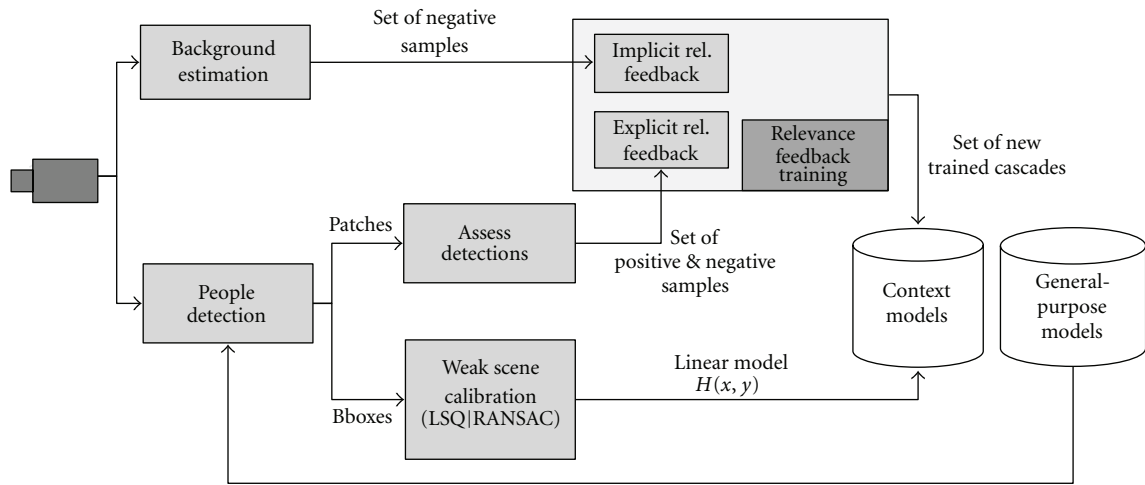 Set of negative
samples
Background
estimation
Implicit rel.
feedback
Explicit rel.
feedback
Relevance
feedback
training
Set of new
trained cascades
Patches
Assess
detections
Set of
positive & negative
samples
People
detection
Context
models
General-
purpose
models
Weak scene
calibration
(LSQ|RANSAC)
Bboxes
Linear model
H(x, y)